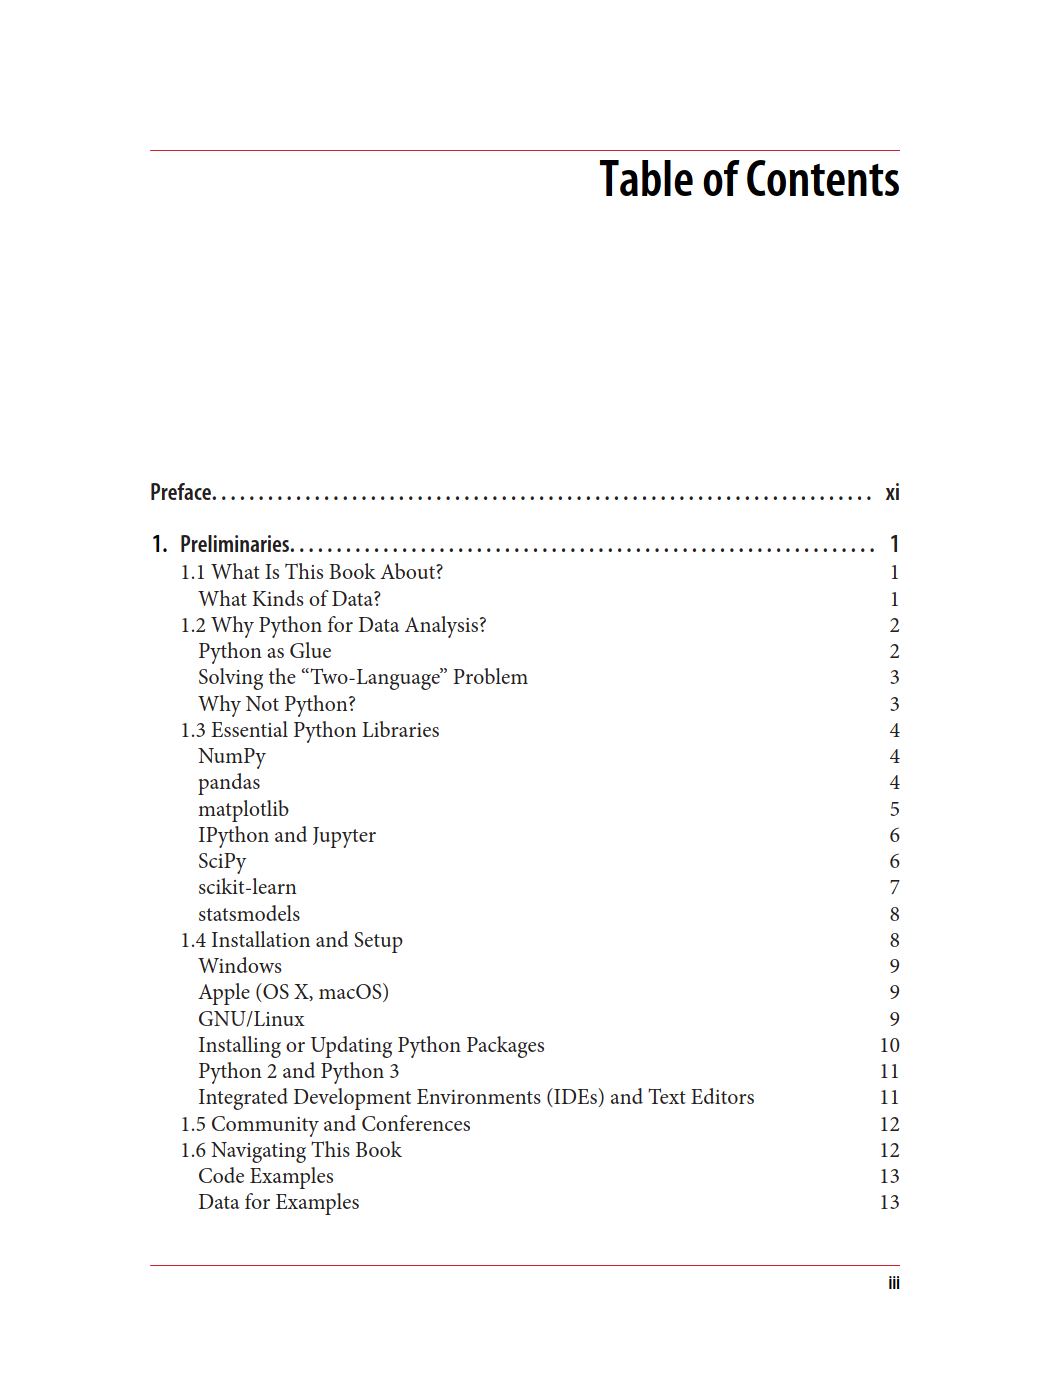 Table of Contents
Preface. . . . . . . . . . . . . . . . . . . . . . . . . . . . . . . . . . . . . . . . . . . . . . . . . . . . . . . . . . . . . . . . . . . . . . . xi
1. Preliminaries. . . . . . . . . . . . . . . . . . . . . . . . . . . . . . . . . . . . . . . . . . . . . . . . . . . . . . . . . . . . . . . 1
1.1 What Is This Book About? 1
What Kinds of Data? 1
1.2 Why Python for Data Analysis? 2
Python as Glue 2
Solving the “Two-Language” Problem 3
Why Not Python? 3
1.3 Essential Python Libraries 4
NumPy 4
pandas 4
matplotlib 5
IPython and Jupyter 6
SciPy 6
scikit-learn 7
statsmodels 8
1.4 Installation and Setup 8
Windows 9
Apple (OS X, macOS) 9
GNU/Linux 9
Installing or Updating Python Packages 10
Python 2 and Python 3 11
Integrated Development Environments (IDEs) and Text Editors 11
1.5 Community and Conferences 12
1.6 Navigating This Book 12
Code Examples 13
Data for Examples 13
iii